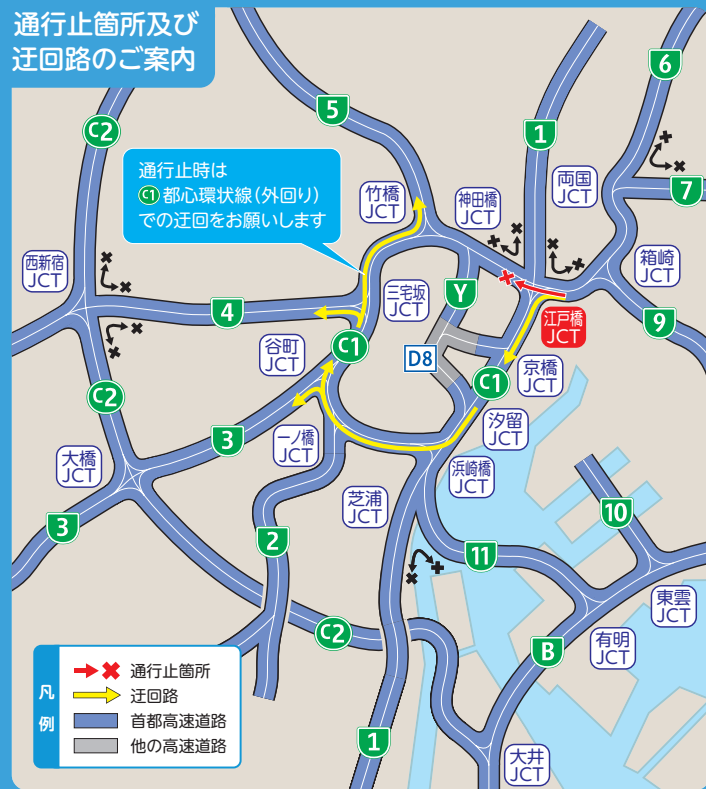 通行止箇所及び
迂回路のご案内
6
5
C2
1
通行止時は
C1 都心環状線(外回り)
での迂回をお願いします
竹橋
JCT
神田橋
JCT
両国
JCT
7
西新宿
JCT
箱崎
JCT
三宅坂
JCT
Y
4
江戸橋
JCT
9
谷町
JCT
C1
D8
京橋
JCT
C1
C2
汐留
JCT
3
一ノ橋
JCT
大橋
JCT
浜崎橋
JCT
芝浦
JCT
3
2
10
11
東雲
JCT
C2
有明
JCT
B
凡
例
通行止箇所
迂回路
首都高速道路
他の高速道路
1
大井
JCT